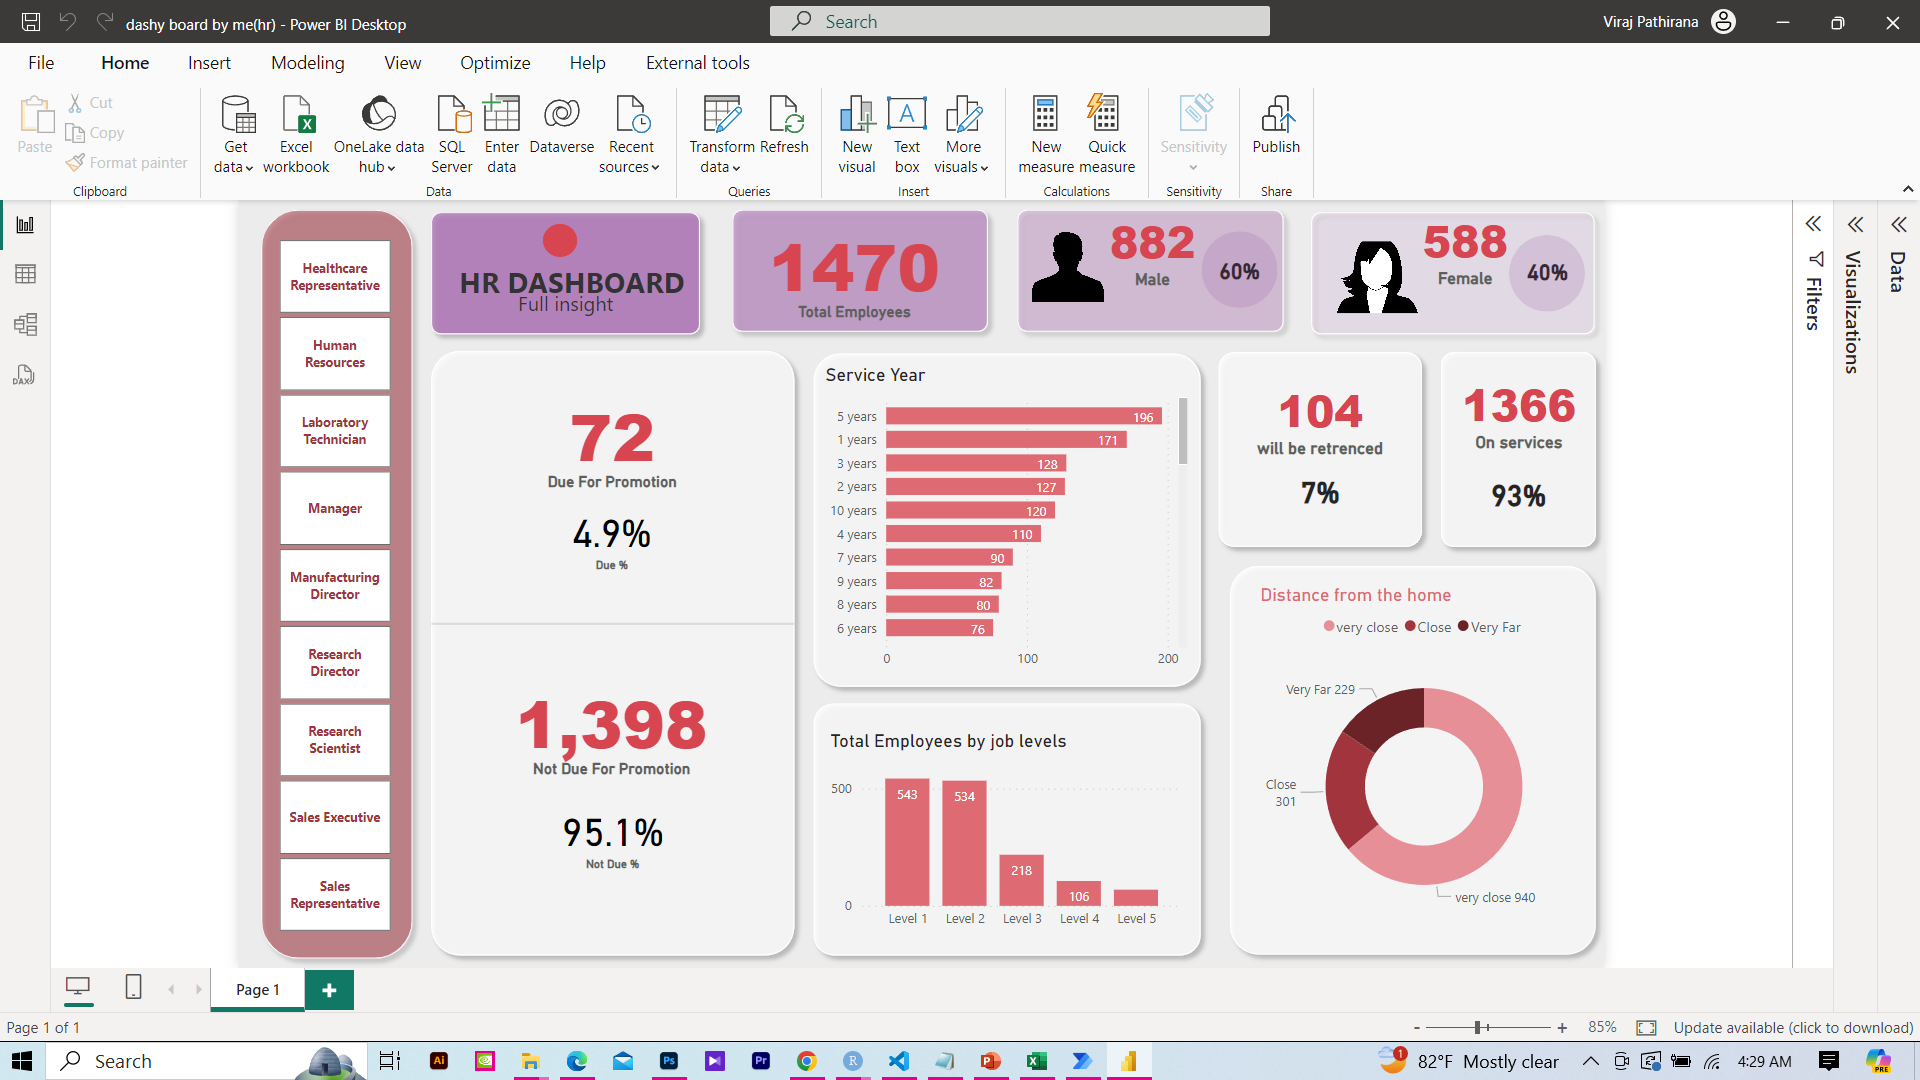 dashy board by me(hr) - Power BI Desktop
Search
Viraj Pathirana
File Home Insert Modeling View Optimize Help External tools
Paste
Cut
Copy
Format painter
Clipboard
Get data
Excel workbook
OneLake data hub
SQL Server
Enter data
Dataverse
Recent sources
Data
Transform data
Refresh
Queries
New visual
Text box
More visuals
Insert
New measure
Quick measure
Calculations
Sensitivity
Sensitivity
Publish
Share
DAX
Healthcare
Representative
Human
Resources
Laboratory
Technician
Manager
Manufacturing
Director
Research
Director
Research
Scientist
Sales Executive
Sales
Representative
HR DASHBOARD
Full insight
1470
Total Employees
882
Male
60%
588
Female
40%
72
Due For Promotion
4.9%
Due %
1,398
Not Due For Promotion
95.1%
Not Due %
Service Year
5 years 196
1 years 171
3 years 128
2 years 127
10 years 120
4 years 110
7 years 90
9 years 82
8 years 80
6 years 76
0 100 200
Total Employees by job levels
500
0
543
534
218
106
Level 1 Level 2 Level 3 Level 4 Level 5
104
will be retrenced
7%
1366
On services
93%
Distance from the home
very close Close Very Far
Very Far 229
Close
301
very close 940
Filters
Visualizations
Data
Page 1
Page 1 of 1
- + 85%
Update available (click to download)
Search
Ai
Ps
Pr
R
1
82°F Mostly clear
4:29 AM
PRE